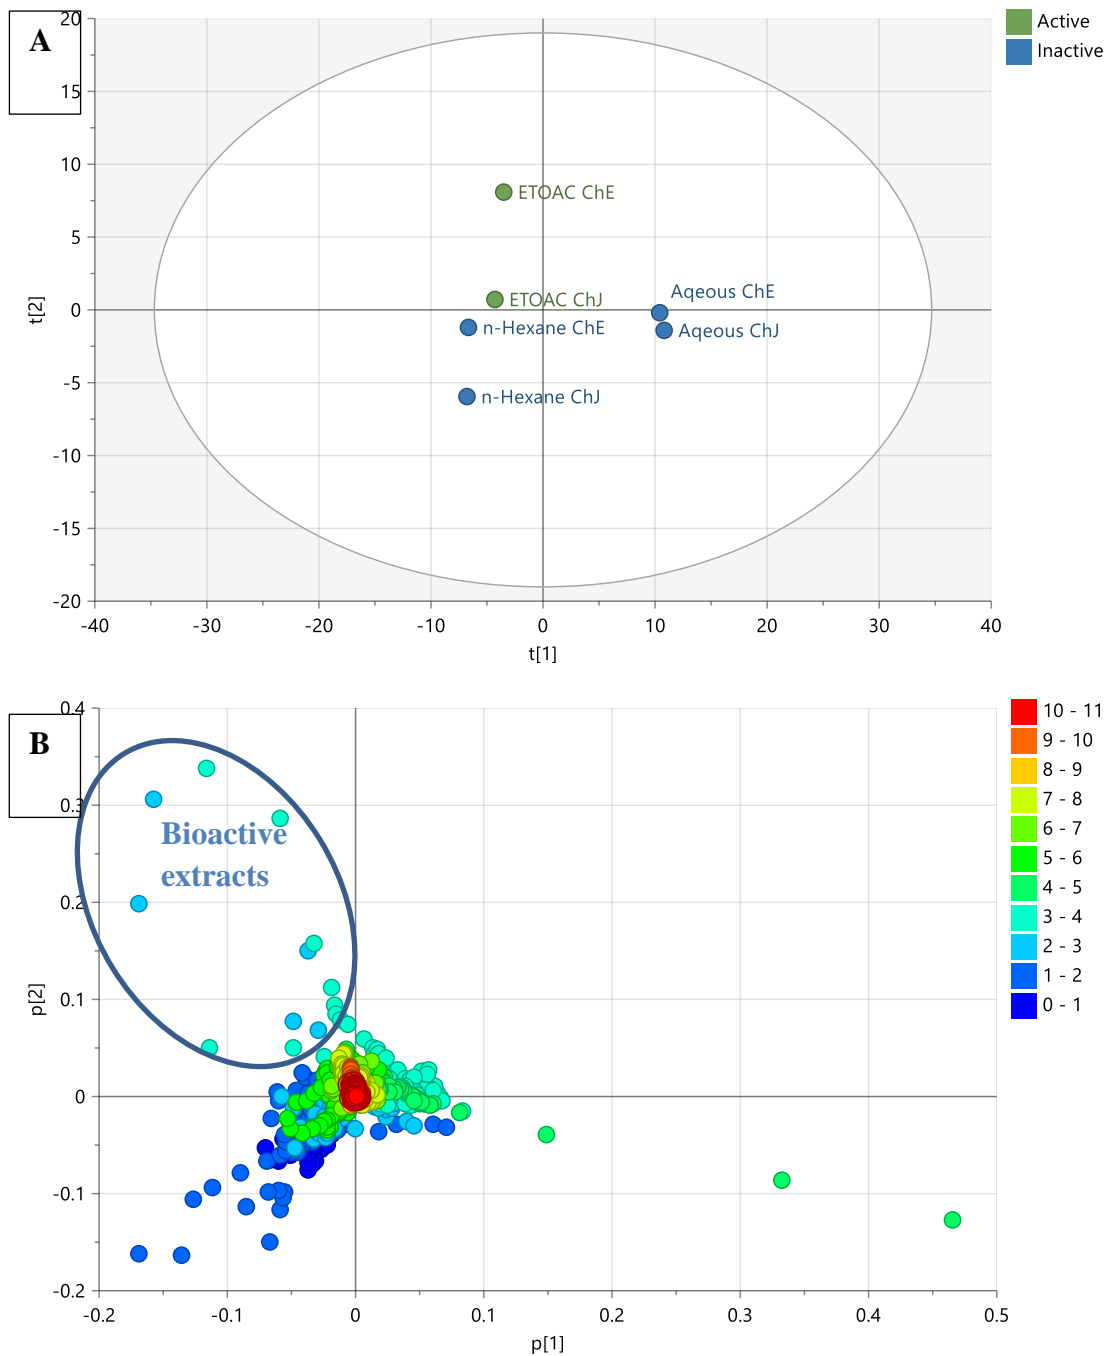 A
Active
Inactive
20
15
10
5
0
-5
-10
-15
-20
t[2]
ETOAC ChE
Aqeous ChE
ETOAC ChJ
n-Hexane ChE
Aqeous ChJ
n-Hexane ChJ
-40 -30 -20 -10 0 10 20 30 40
t[1]
B
0.4
0.3
0.2
0.1
0
-0.1
-0.2
p[2]
Bioactive
extracts
10 - 11
9 - 10
8 - 9
7 - 8
6 - 7
5 - 6
4 - 5
3 - 4
2 - 3
1 - 2
0 - 1
-0.2 -0.1 0 0.1 0.2 0.3 0.4 0.5
p[1]